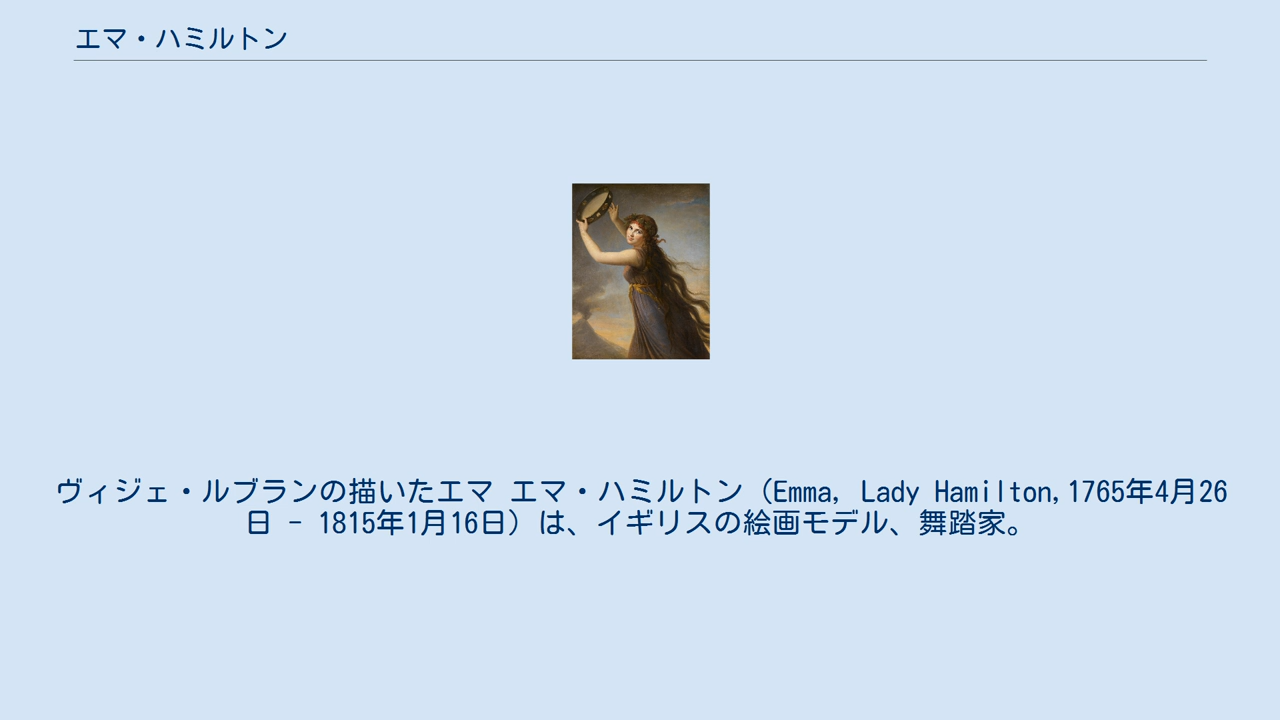 エマ・ハミルトン
ヴィジェ・ルブランの描いたエマ エマ・ハミルトン（Emma, Lady Hamilton,1765年4月26
日 - 1815年1月16日）は、イギリスの絵画モデル、舞踏家。